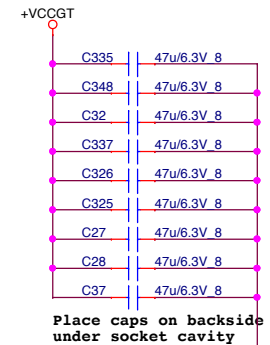 +VCCGT
C335 47u/6.3V_8
C348 47u/6.3V_8
C32 47u/6.3V_8
C337 47u/6.3V_8
C326 47u/6.3V_8
C325 47u/6.3V_8
C27 47u/6.3V_8
C28 47u/6.3V_8
C37 47u/6.3V_8
Place caps on backside
under socket cavity